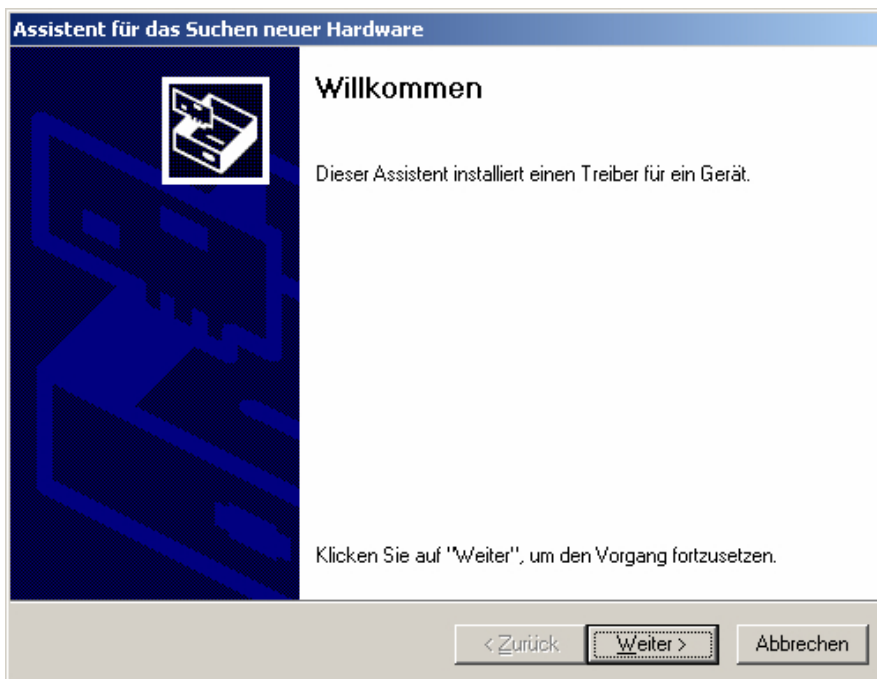 Assistent für das Suchen neuer Hardware
Willkommen
Dieser Assistent installiert einen Treiber für ein Gerät.
Klicken Sie auf "Weiter", um den Vorgang fortzusetzen.
< Zurück
Weiter >
Abbrechen